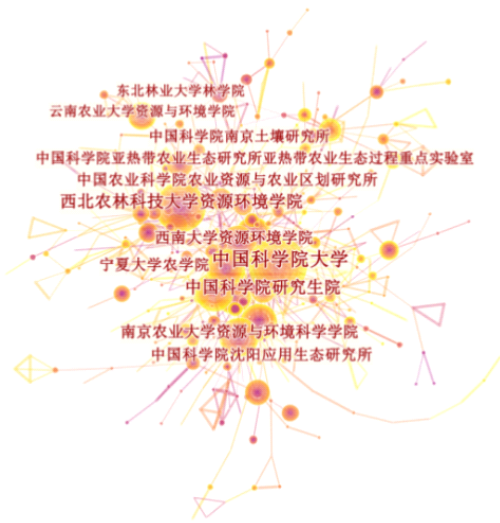 东北林业大学林学院
云南农业大学资源与环境学院
中国科学院南京土壤研究所
中国科学院亚热带农业生态研究所亚热带农业生态过程重点实验室
中国农业科学院农业资源与农业区划研究所
西北农林科技大学资源环境学院
西南大学资源环境学院
宁夏大学农学院
中国科学院大学
中国科学院研究生院
南京农业大学资源与环境科学学院
中国科学院沈阳应用生态研究所